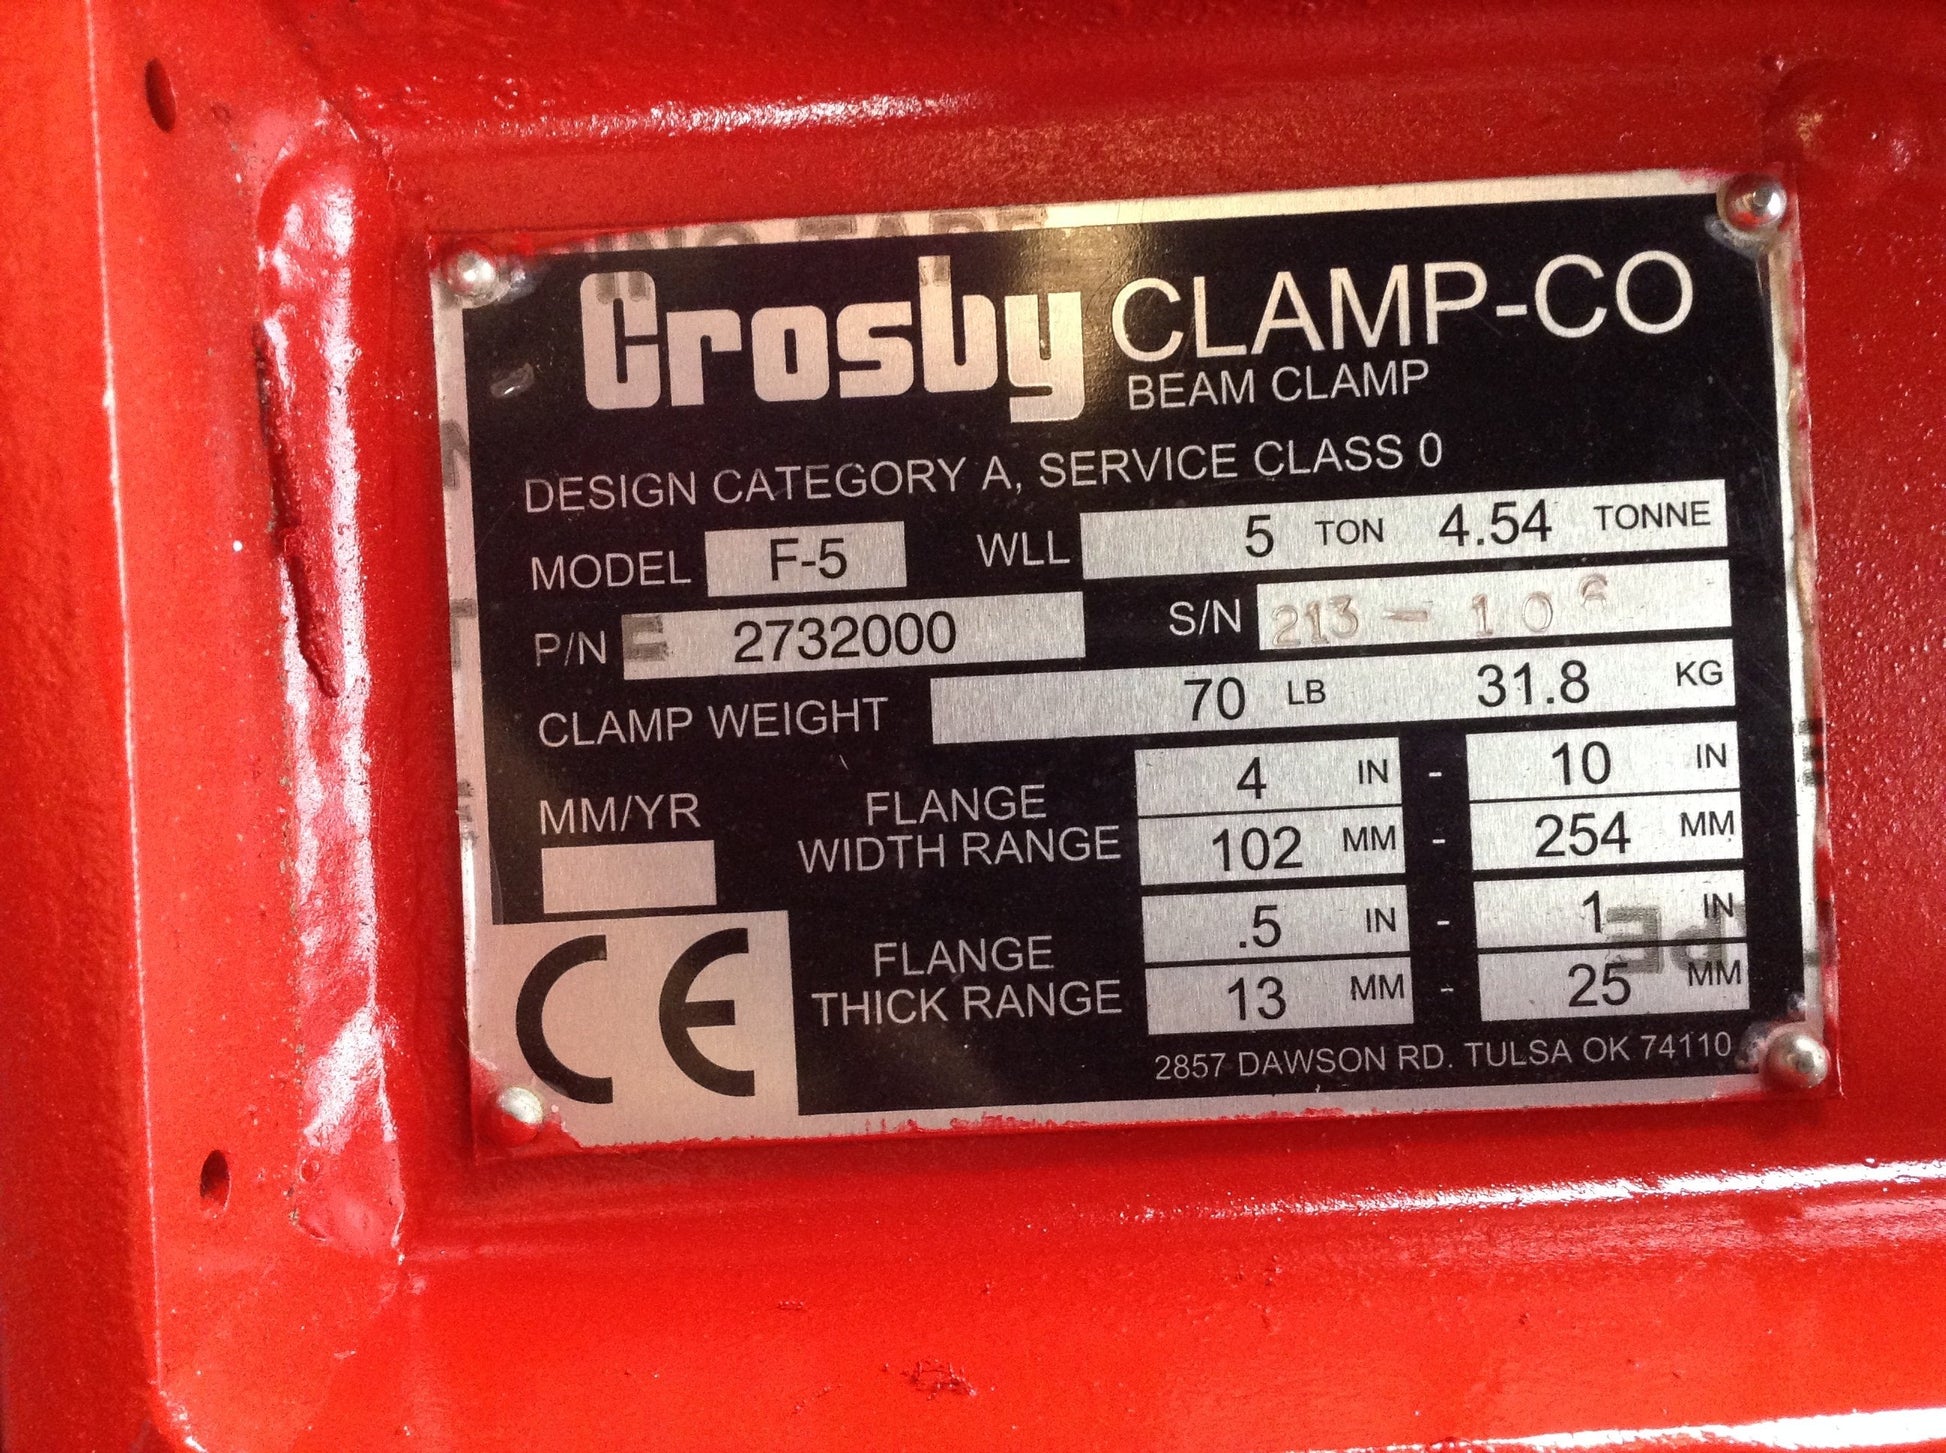 Crosby CLAMP-CO
BEAM CLAMP
DESIGN CATEGORY A, SERVICE CLASS 0
MODEL F-5 WLL 5 TON 4.54 TONNE
P/N 2732000 S/N 213-10
CLAMP WEIGHT 70 LB 31.8 KG
MM/YR
FLANGE WIDTH RANGE 4 IN - 10 IN
102 MM - 254 MM
FLANGE THICK RANGE .5 IN - 1 IN
13 MM - 25 MM
CE
2857 DAWSON RD. TULSA OK 74110